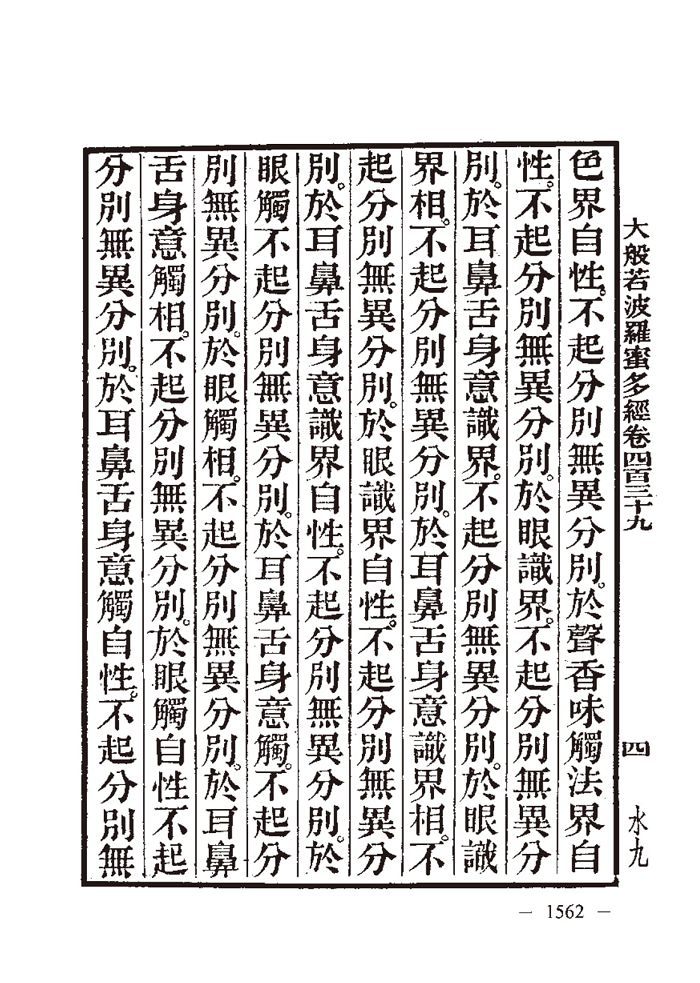 大般若波羅蜜多經卷四百三十九
四
水九
色界自性。不起分別無異分別。於聲香味觸法界自
性。不起分別無異分別。於眼識界。不起分別無異分
別。於耳鼻舌身意識界。不起分別無異分別。於眼識
界相。不起分別無異分別。於耳鼻舌身意識界相。不
起分別無異分別。於眼識界自性。不起分別無異分
別。於耳鼻舌身意識界自性。不起分別無異分別。於
眼觸不起分別無異分別。於耳鼻舌身意觸。不起分
別無異分別。於眼觸相。不起分別無異分別。於耳鼻
舌身意觸相。不起分別無異分別。於眼觸自性不起
分別無異分別。於耳鼻舌身意觸自性。不起分別無
— 1562 —